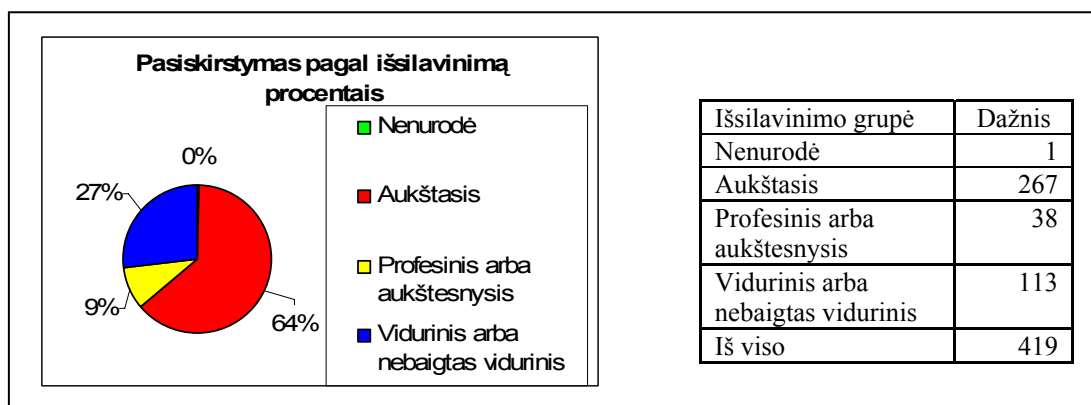 Pasiskirstymas pagal išsilavinimą
procentais
0%
27%
9%
64%
Nenurodė
Aukštasis
Profesinis arba
aukštesnysis
Vidurinis arba
nebaigtas vidurinis
Išsilavinimo grupė Dažnis
Nenurodė 1
Aukštasis 267
Profesinis arba 38
aukštesnysis
Vidurinis arba 113
nebaigtas vidurinis
Iš viso 419